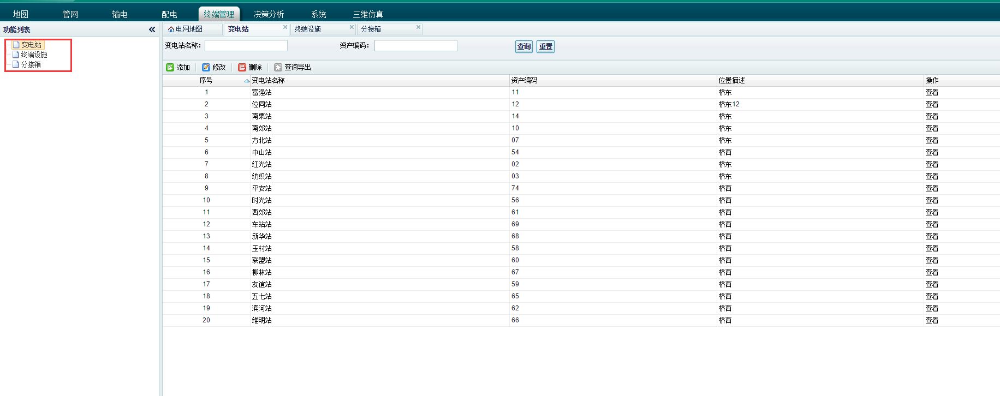 地图 管网 输电 配电 终端管理 决策分析 系统 三维仿真
功能列表
变电站
终端设施
分接箱
电网地图 变电站 终端设施 分接箱
变电站名称： 资产编码： 查询 重置
添加 修改 删除 查询导出
序号 变电站名称 资产编码 位置描述 操作
1 富强站 11 桥东 查看
2 位同站 12 桥东12 查看
3 南栗站 14 桥东 查看
4 南郊站 10 桥东 查看
5 方北站 07 桥东 查看
6 中山站 54 桥西 查看
7 红光站 02 桥东 查看
8 纺织站 03 桥东 查看
9 平安站 74 桥西 查看
10 时光站 56 桥西 查看
11 西郊站 61 桥西 查看
12 车站站 69 桥西 查看
13 新华站 68 桥西 查看
14 玉村站 58 桥西 查看
15 联盟站 60 桥西 查看
16 柳林站 67 桥西 查看
17 友谊站 59 桥西 查看
18 五七站 65 桥西 查看
19 滨河站 62 桥西 查看
20 维明站 66 桥西 查看